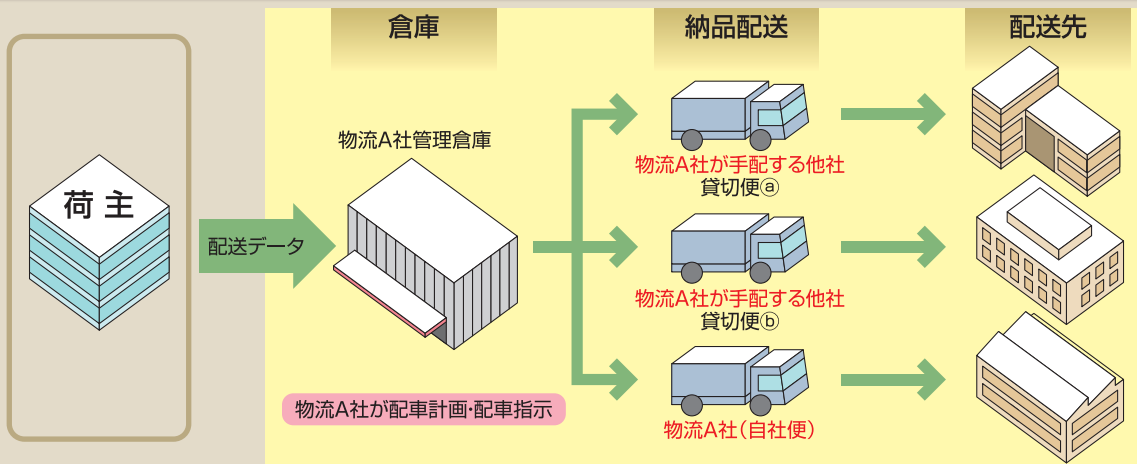 倉庫
納品配送
配送先
荷主
配送データ
物流A社管理倉庫
物流A社が配車計画・配車指示
物流A社が手配する他社
貸切便ⓐ
物流A社が手配する他社
貸切便ⓑ
物流A社(自社便)